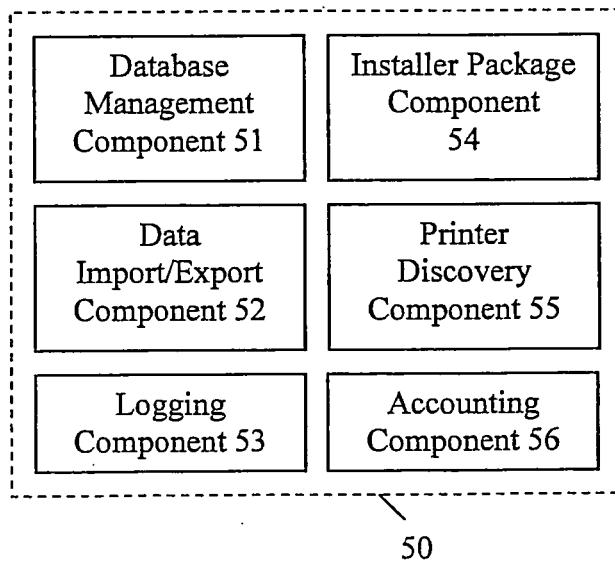 Database
Management
Component 51
Installer Package
Component
54
Data
Import/Export
Component 52
Printer
Discovery
Component 55
Logging
Component 53
Accounting
Component 56
50